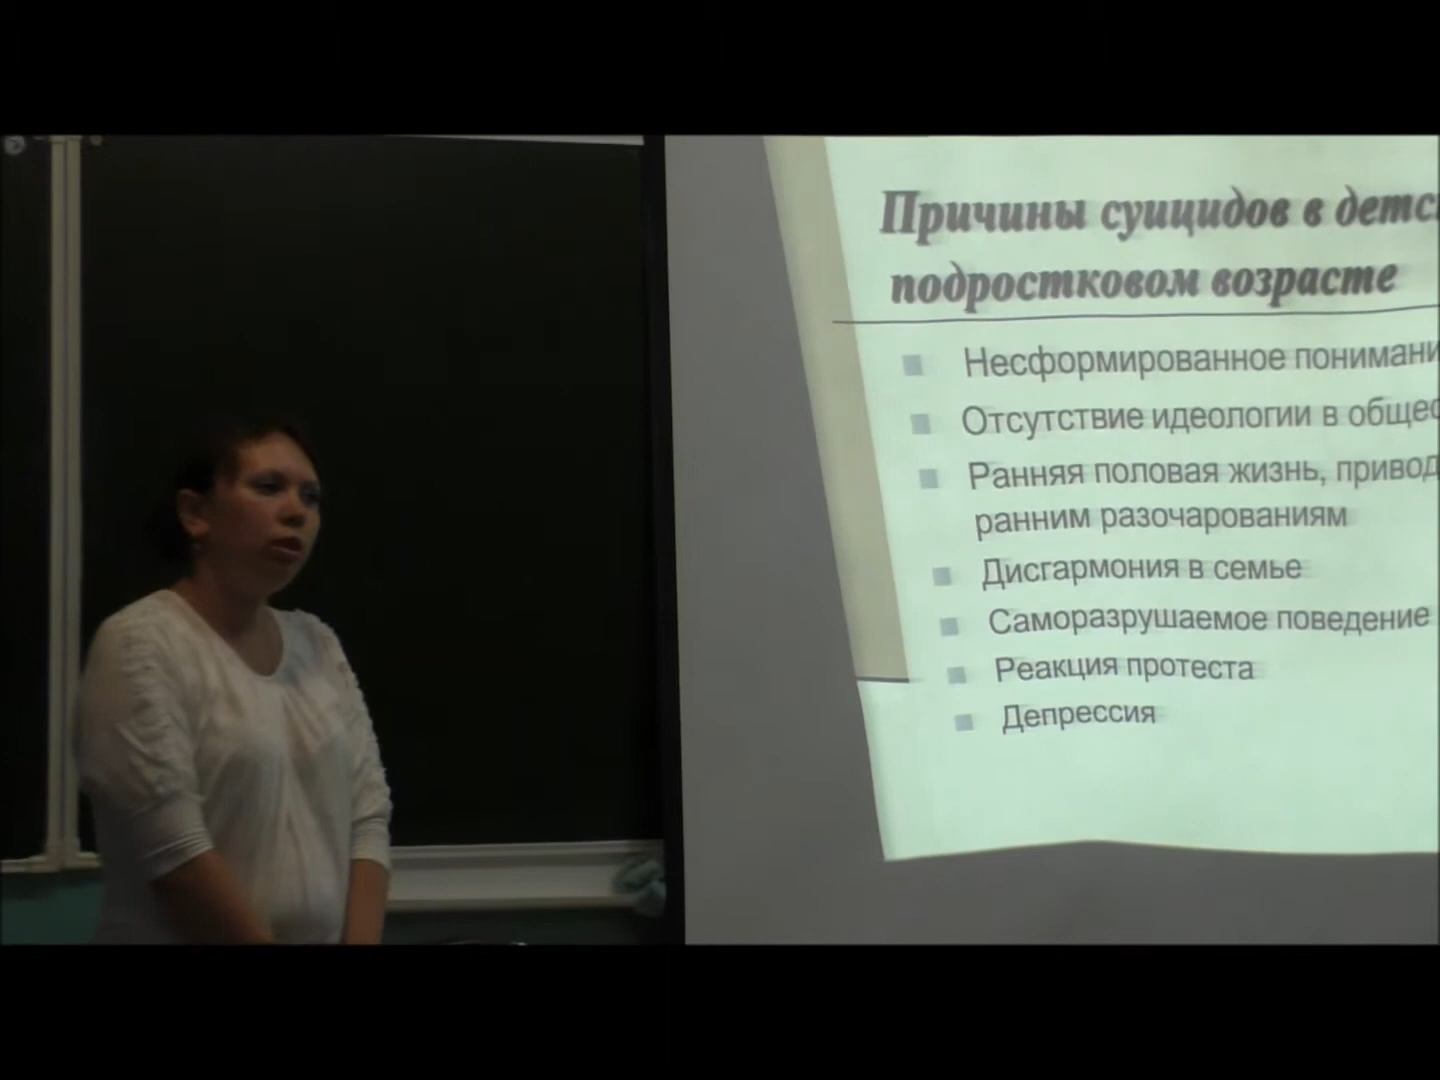 Причины суицидов в детс
подростковом возрасте
Несформированное понимани
Отсутствие идеологии в общес
Ранняя половая жизнь, привод
ранним разочарованиям
Дисгармония в семье
Саморазрушаемое поведение
Реакция протеста
Депрессия